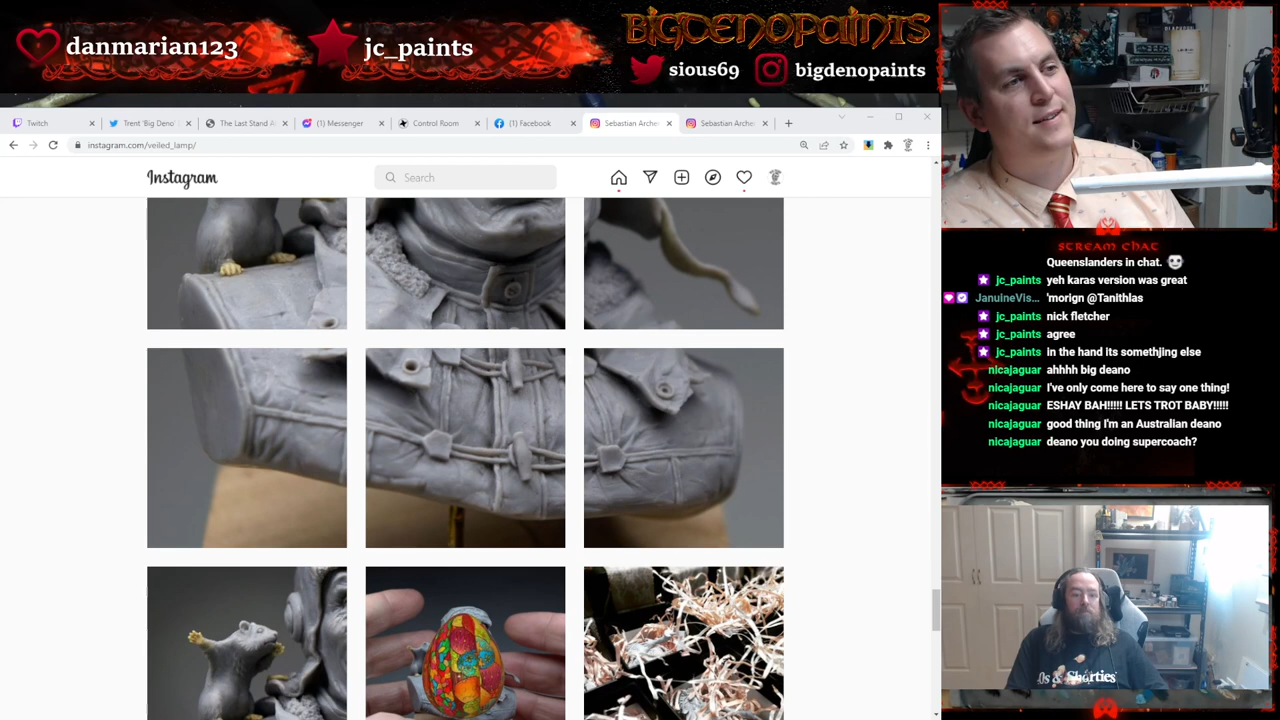 danmarian123
jc_paints
BIGDENOPAINTS
sious69
bigdenopaints
Twitch
Trent 'Big Deno'
The Last Stand A
(1) Messenger
Control Room
(1) Facebook
Sebastian Arche
Sebastian Arche
instagram.com/veiled_lamp/
Instagram
Search
STREAM CHAT
Queenslanders in chat.
jc_paints yeh karas version was great
JanuineVis... 'morign @Tanithlas
jc_paints nick fletcher
jc_paints agree
jc_paints in the hand its somethjing else
nicajaguar ahhhh big deano
nicajaguar I've only come here to say one thing!
nicajaguar ESHAY BAH!!!!! LETS TROT BABY!!!!!
nicajaguar good thing I'm an Australian deano
nicajaguar deano you doing supercoach?
& Shorties